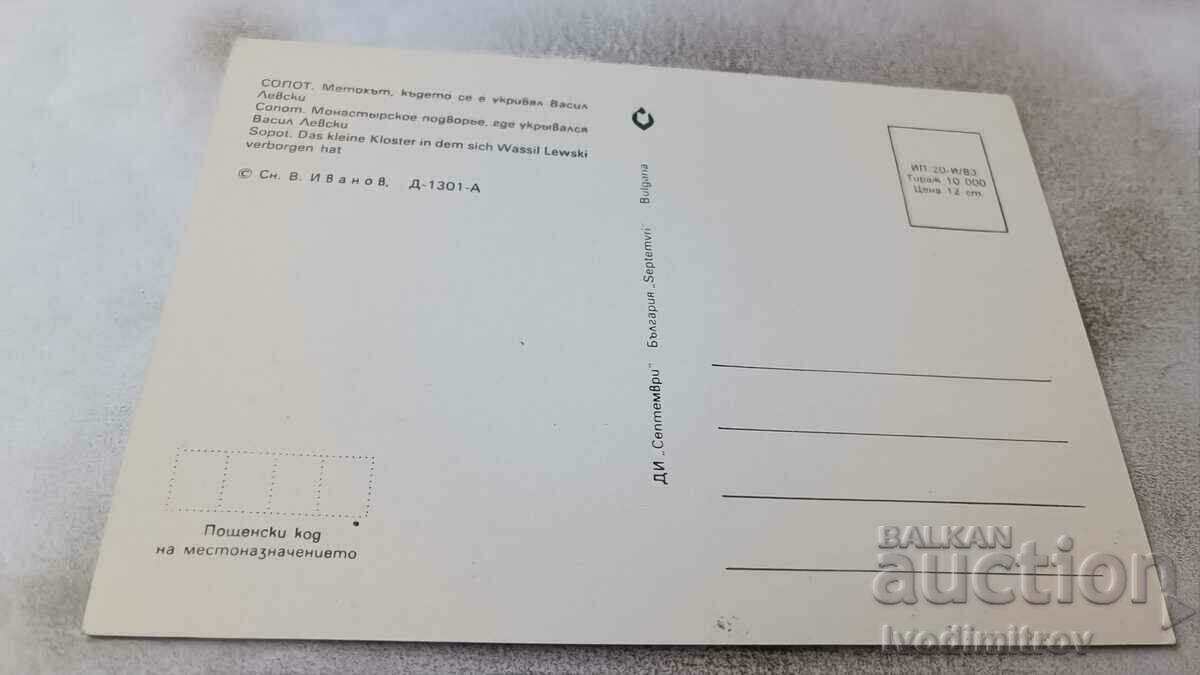 СОПОТ. Метохът, където се е укривял Васил
Левски
Сопот. Монастырское подворье, где укрывался
Васил Левски
Sopot. Das kleine Kloster in dem sich Wassil Lewski
verborgen hat
© Сн. В. Иванов, Д-1301-А
ДИ „Септември" България „Septemvri" Bulgaria
ИП 20-И/ВЗ
Тираж 10 000
Цена 12 ст.
Пощенски код
на местоназначението
BALKAN
auction
Ivodimitrov